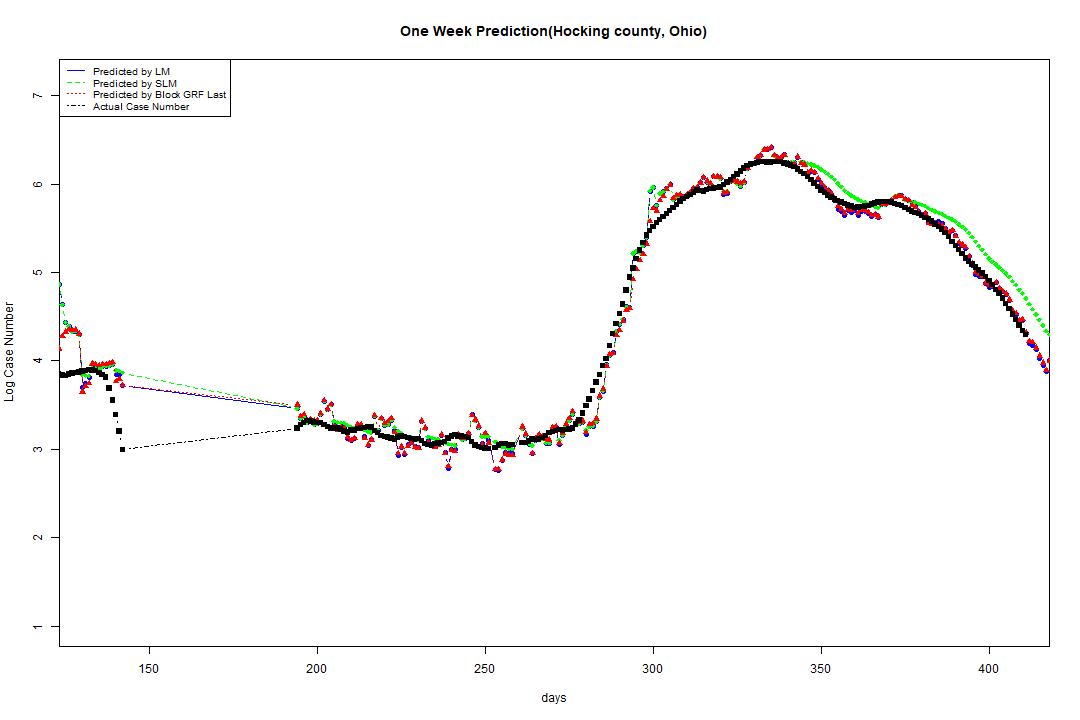 One Week Prediction(Hocking county, Ohio)
Predicted by LM
Predicted by SLM
Predicted by Block GRF Last
Actual Case Number
7
6
5
4
3
2
1
Log Case Number
150 200 250 300 350 400
days